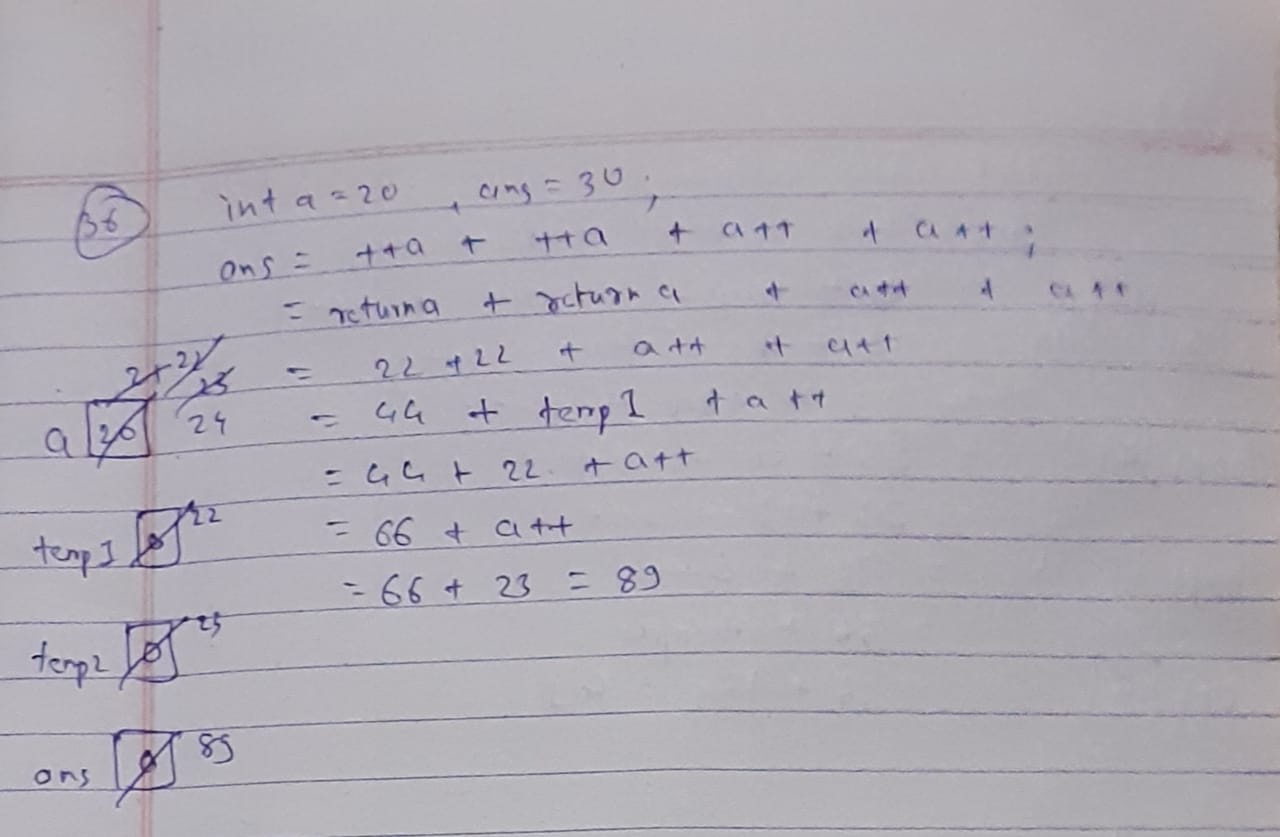 36 int a = 20 , ans = 30 ;
ans = ++a + ++a + a++ + a++ ;
= return a + return a + a++ + a++
21 22 23 = 22 + 22 + a++ + a++
a 20 24 = 44 + temp 1 + a++
= 44 + 22 + a++
temp 1 0 22 = 66 + a++
= 66 + 23 = 89
temp2 0 23
ans 89